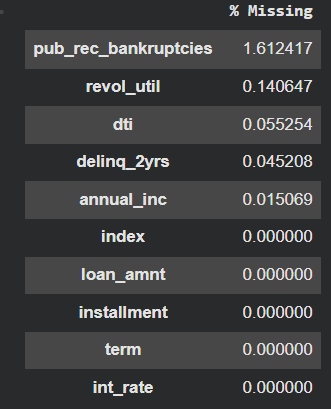 % Missing
pub_rec_bankruptcies 1.612417
revol_util 0.140647
dti 0.055254
delinq_2yrs 0.045208
annual_inc 0.015069
index 0.000000
loan_amnt 0.000000
installment 0.000000
term 0.000000
int_rate 0.000000